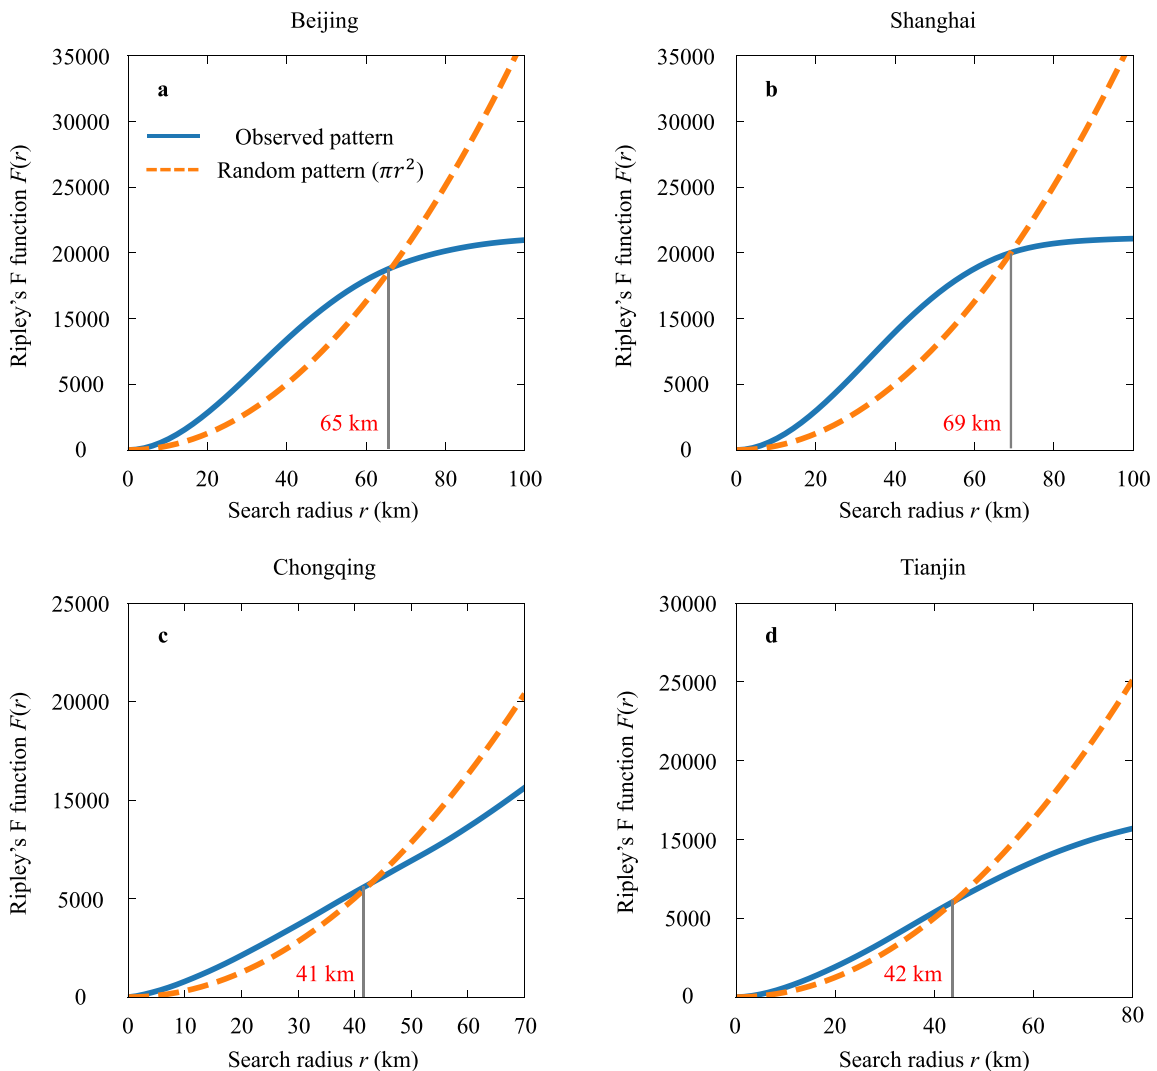 Beijing
35000
30000
25000
20000
15000
5000
0
Ripley’s F function F(r)
a
Observed pattern
Random pattern (πr²)
65 km
0 20 40 60 80 100
Search radius r (km)
Shanghai
35000
30000
25000
20000
15000
5000
0
Ripley’s F function F(r)
b
69 km
0 20 40 60 80 100
Search radius r (km)
Chongqing
25000
20000
15000
5000
0
Ripley’s F function F(r)
c
41 km
0 10 20 30 40 50 60 70
Search radius r (km)
Tianjin
30000
25000
20000
15000
5000
0
Ripley’s F function F(r)
d
42 km
0 20 40 60 80
Search radius r (km)